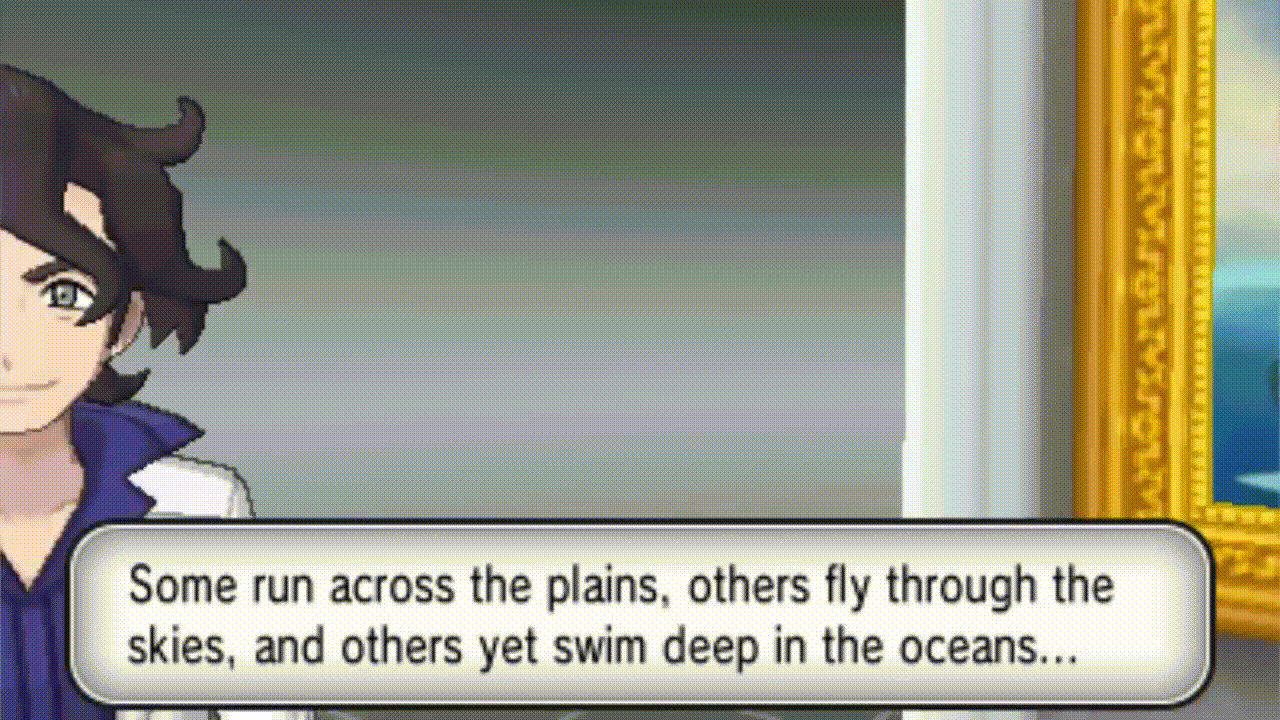 Some run across the plains, others fly through the
skies, and others yet swim deep in the oceans...